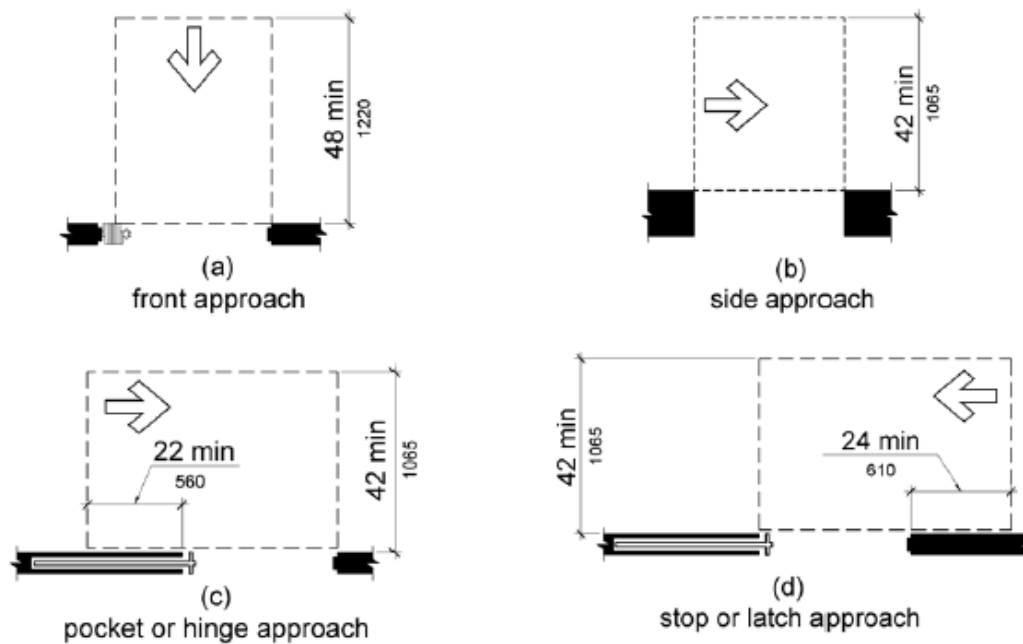 48 min
1220
(a)
front approach
42 min
1065
(b)
side approach
22 min
560
42 min
1065
(c)
pocket or hinge approach
42 min
1065
24 min
610
(d)
stop or latch approach